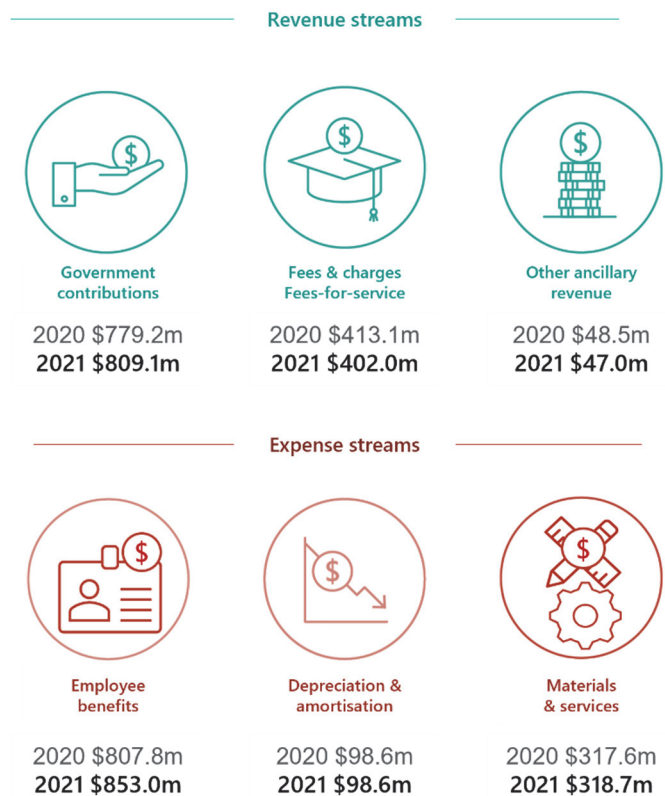 Revenue streams
$
$
$
Government
contributions
Fees & charges
Fees-for-service
Other ancillary
revenue
2020 $779.2m
2021 $809.1m
2020 $413.1m
2021 $402.0m
2020 $48.5m
2021 $47.0m
Expense streams
$
$
$
Employee
benefits
Depreciation &
amortisation
Materials
& services
2020 $807.8m
2021 $853.0m
2020 $98.6m
2021 $98.6m
2020 $317.6m
2021 $318.7m